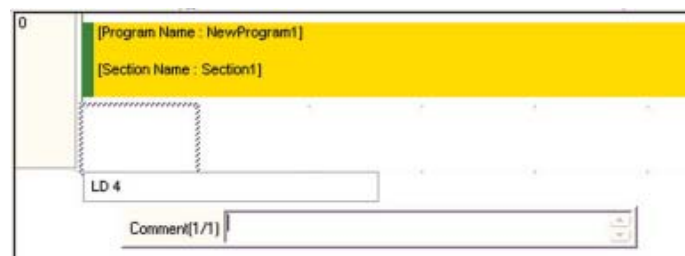 0
[Program Name : NewProgram1]
[Section Name : Section1]
LD 4
Comment(1/1)